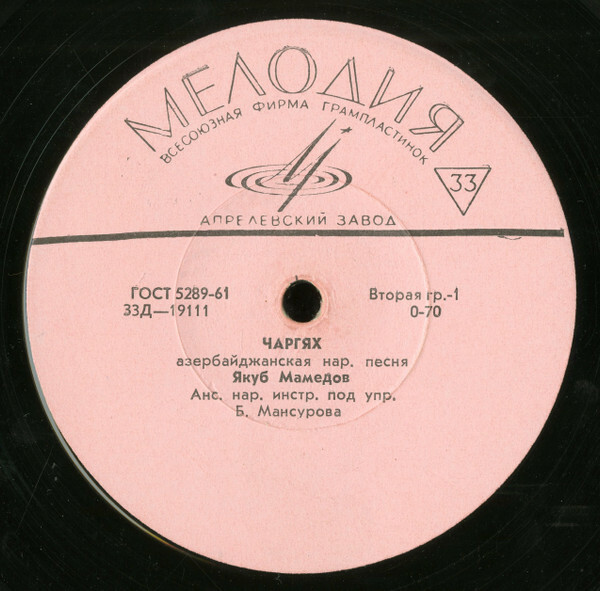 МЕЛОДИЯ
ВСЕСОЮЗНАЯ ФИРМА ГРАМПЛАСТИНОК
33
АПРЕЛЕВСКИЙ ЗАВОД
ГОСТ 5289-61 Вторая гр.-1
33Д—19111 0-70
ЧАРГЯХ
азербайджанская нар. песня
Якуб Мамедов
Анс. нар. инстр. под упр.
Б. Мансурова